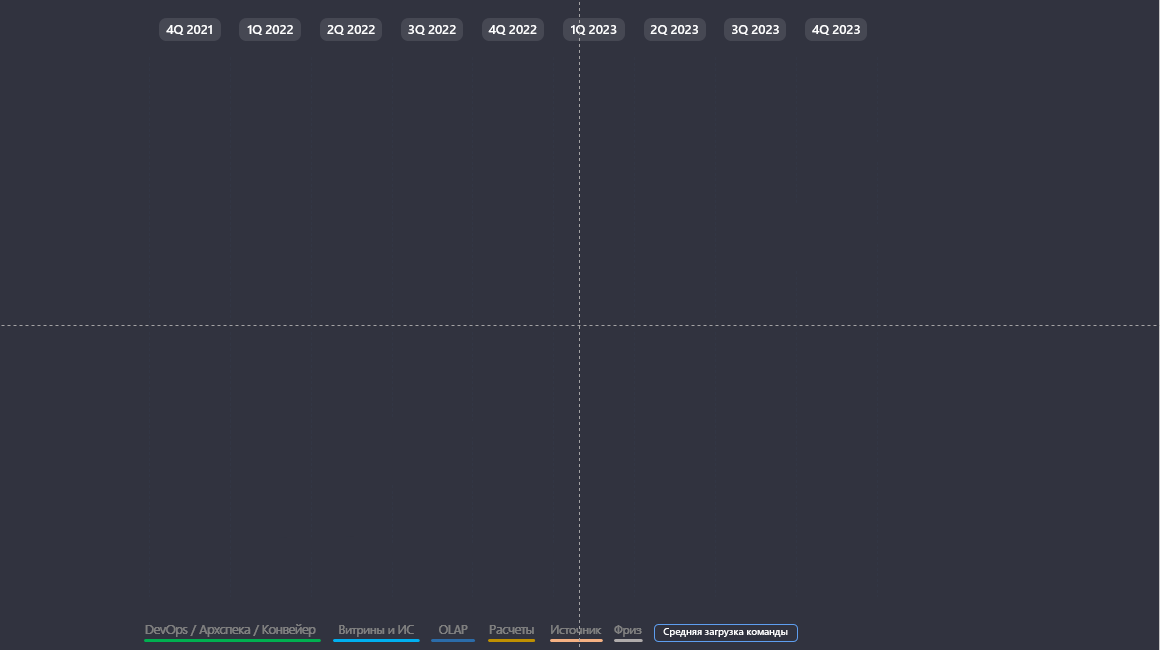 4Q 2021 1Q 2022 2Q 2022 3Q 2022 4Q 2022 1Q 2023 2Q 2023 3Q 2023 4Q 2023
DevOps / Архспека / Конвейер Витрины и ИС OLAP Расчеты Источник Фриз Средняя загрузка команды